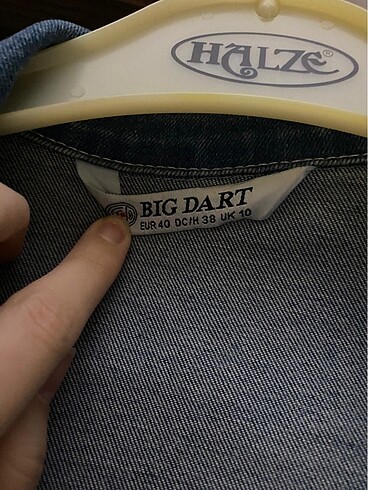 HALZE®
BIG DART
EUR 40 DC/H 38 UK 10